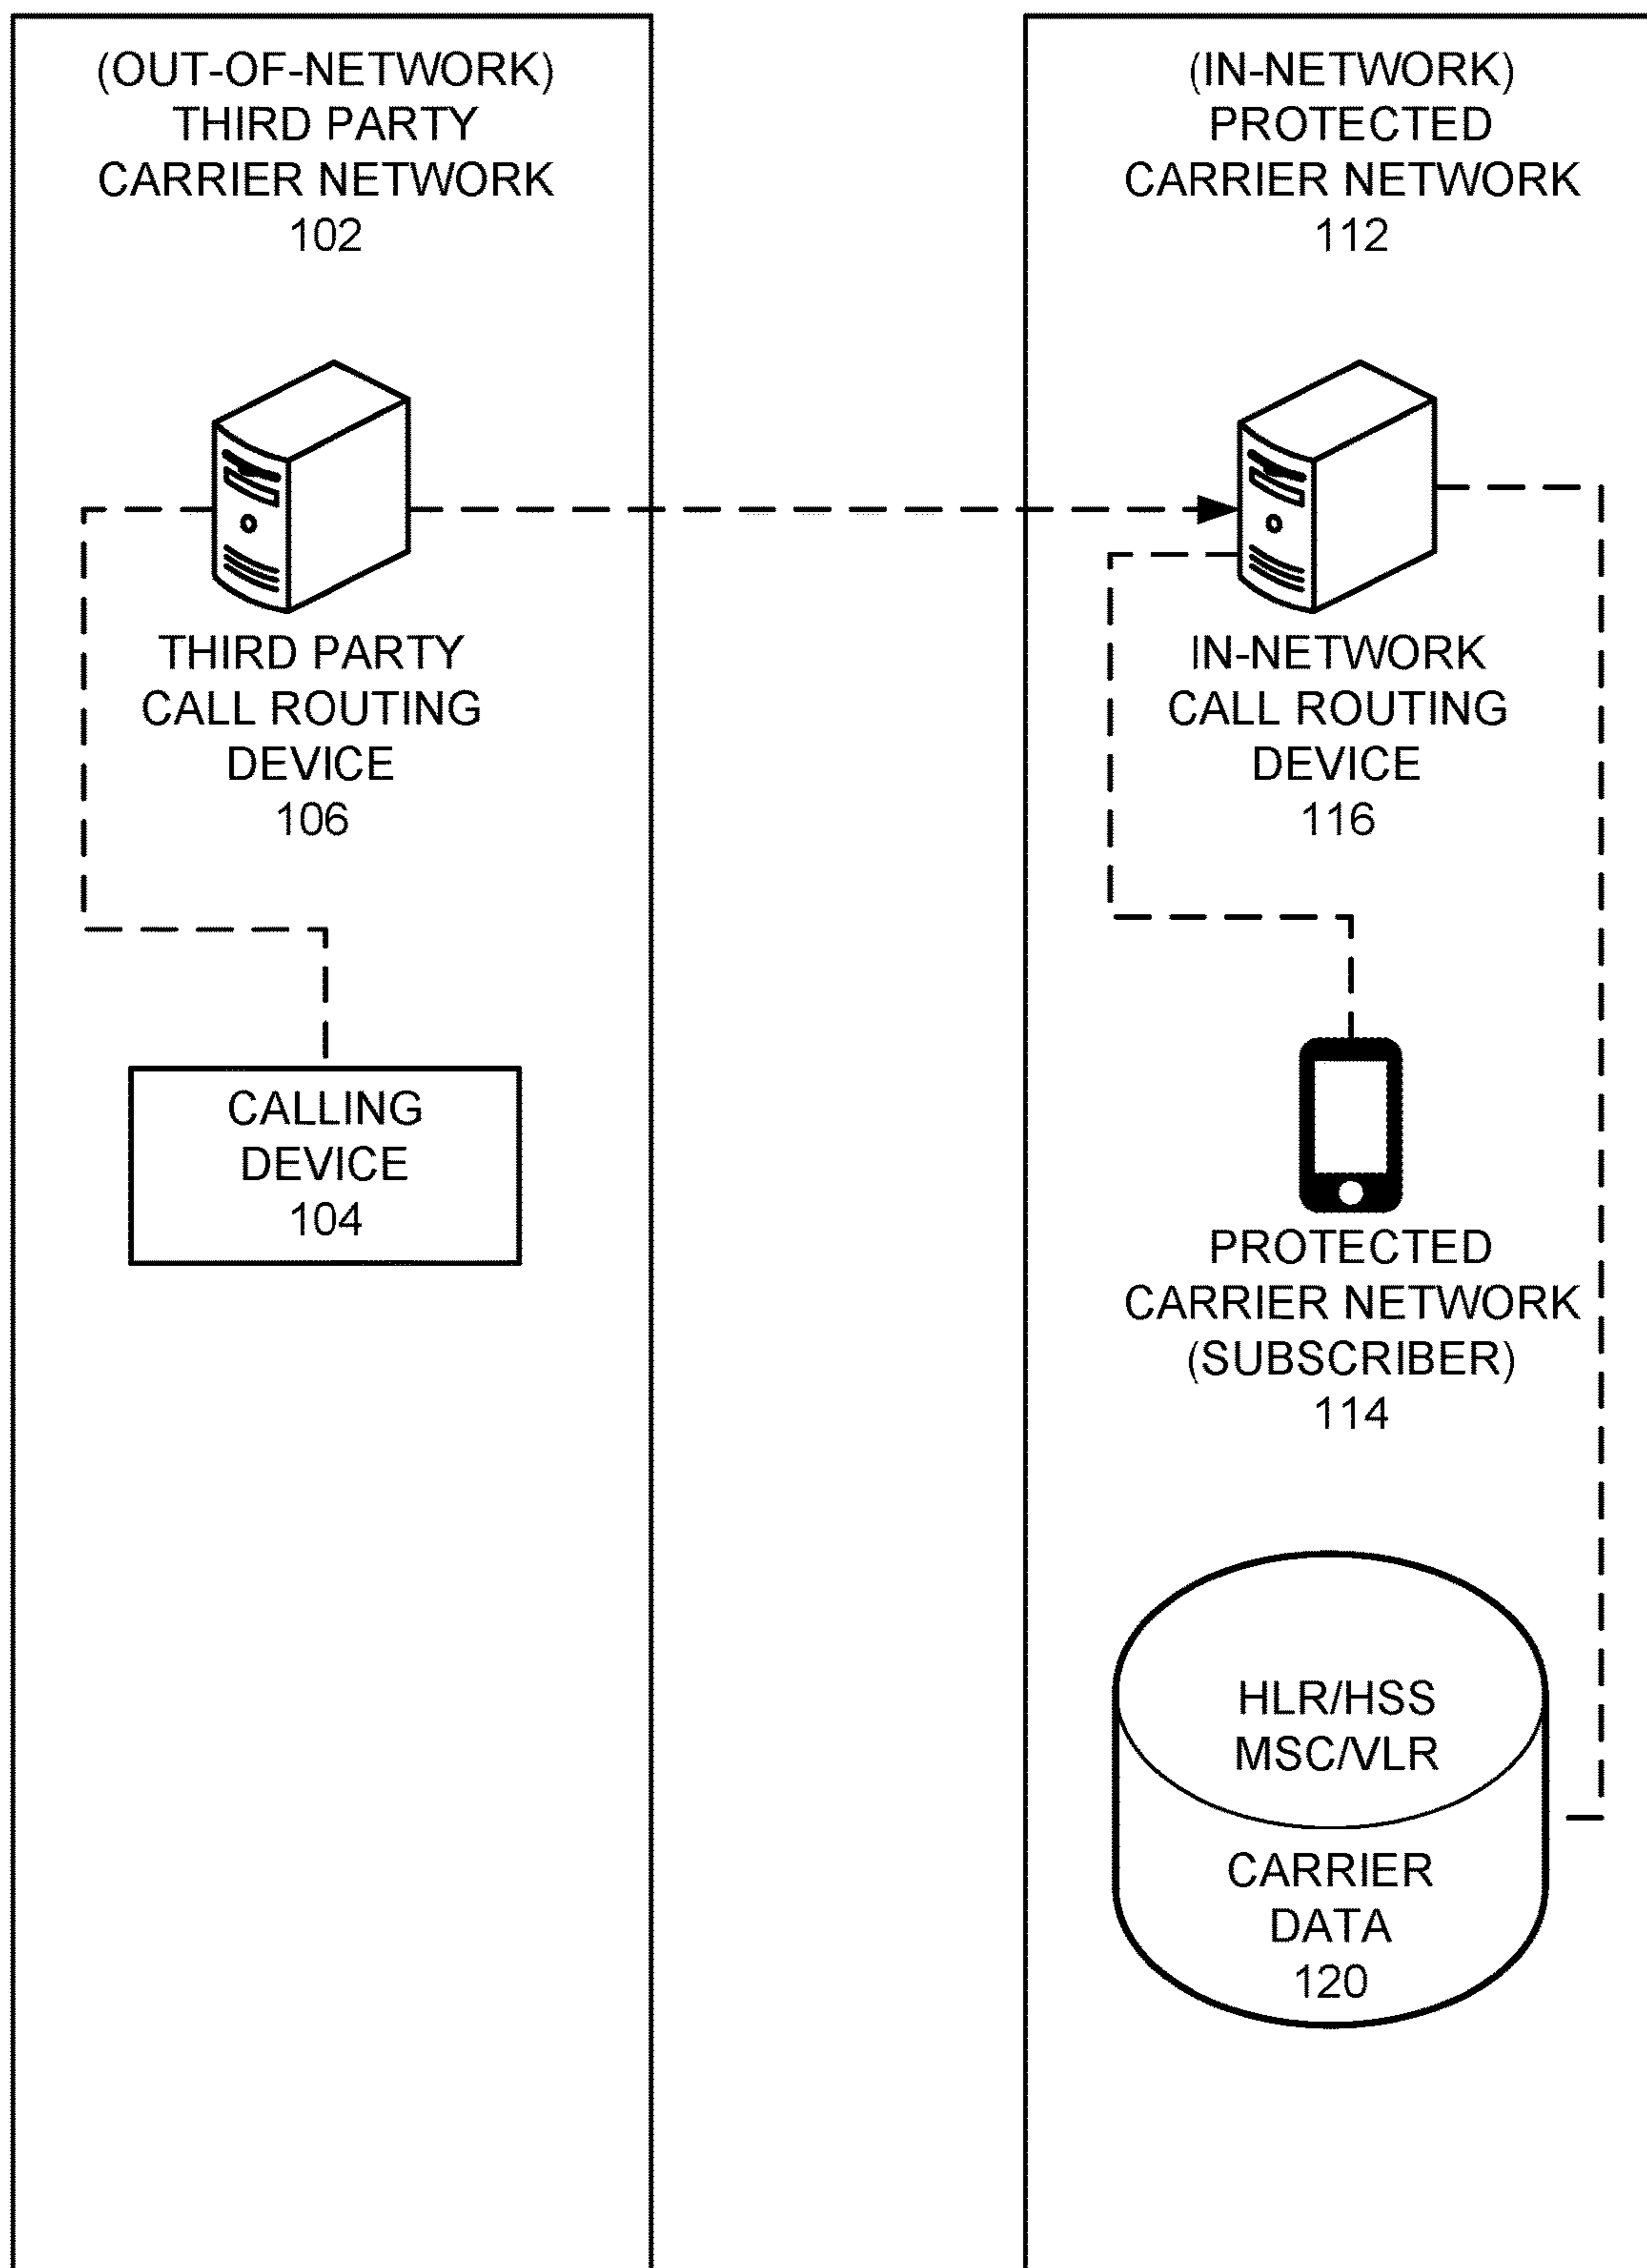 (OUT-OF-NETWORK)
THIRD PARTY
CARRIER NETWORK
102
THIRD PARTY
CALL ROUTING
DEVICE
106
CALLING
DEVICE
104
(IN-NETWORK)
PROTECTED
CARRIER NETWORK
112
IN-NETWORK
CALL ROUTING
DEVICE
116
PROTECTED
CARRIER NETWORK
(SUBSCRIBER)
114
HLR/HSS
MSC/VLR
CARRIER
DATA
120